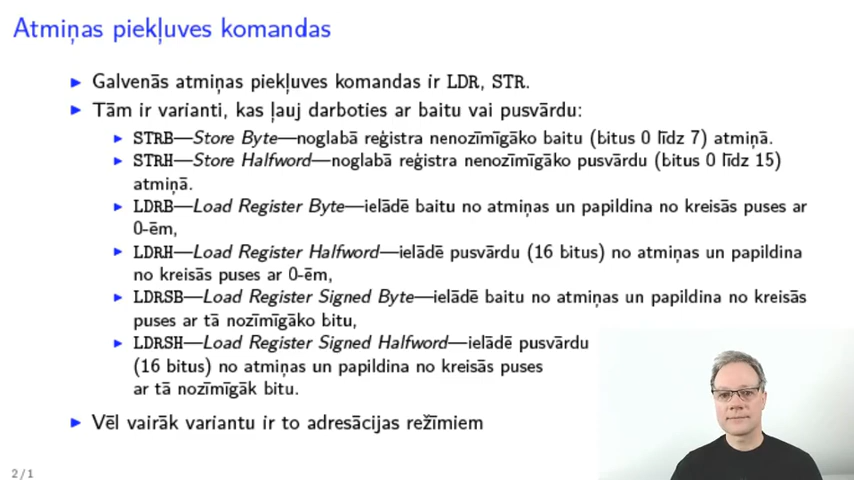 Atmiņas piekļuves komandas
▶ Galvenās atmiņas piekļuves komandas ir LDR, STR.
▶ Tām ir varianti, kas ļauj darboties ar baitu vai pusvārdu:
▶ STRB—Store Byte—noglabā reģistra nenozīmīgāko baitu (bitus 0 līdz 7) atmiņā.
▶ STRH—Store Halfword—noglabā reģistra nenozīmīgāko pusvārdu (bitus 0 līdz 15)
atmiņā.
▶ LDRB—Load Register Byte—ielādē baitu no atmiņas un papildina no kreisās puses ar
0-ēm,
▶ LDRH—Load Register Halfword—ielādē pusvārdu (16 bitus) no atmiņas un papildina
no kreisās puses ar 0-ēm,
▶ LDRSB—Load Register Signed Byte—ielādē baitu no atmiņas un papildina no kreisās
puses ar tā nozīmīgāko bitu,
▶ LDRSH—Load Register Signed Halfword—ielādē pusvārdu
(16 bitus) no atmiņas un papildina no kreisās puses
ar tā nozīmīgāk bitu.
▶ Vēl vairāk variantu ir to adresācijas režīmiem
2/1